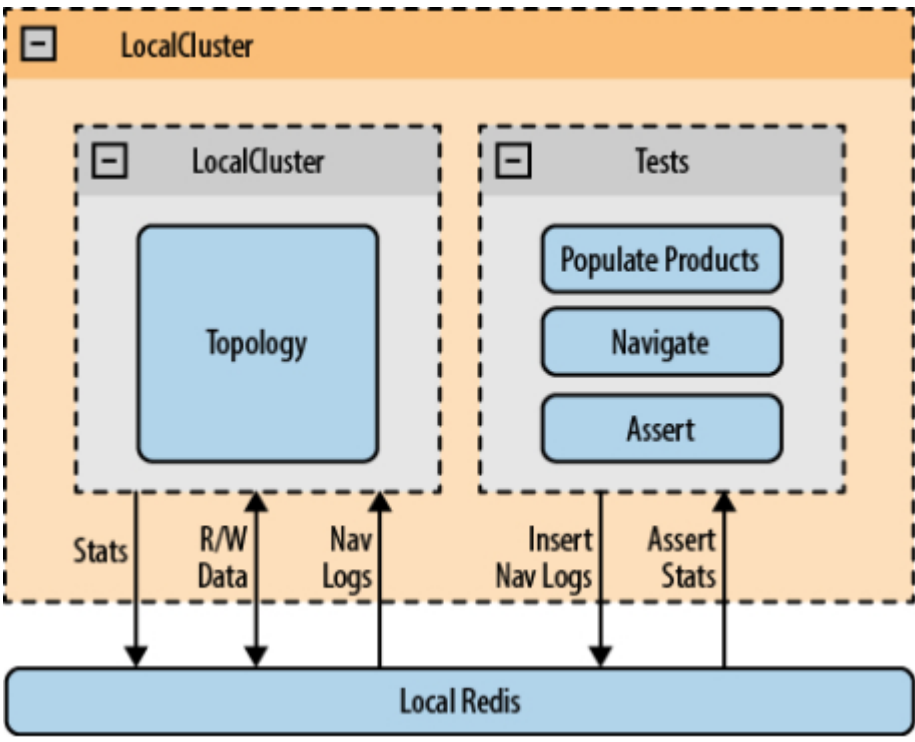 LocalCluster
LocalCluster
Topology
Tests
Populate Products
Navigate
Assert
Stats
R/W
Data
Nav
Logs
Insert
Nav Logs
Assert
Stats
Local Redis